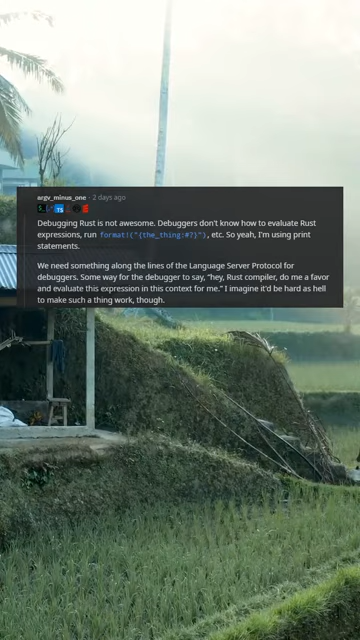 argv_minus_one · 2 days ago
TS
Debugging Rust is not awesome. Debuggers don't know how to evaluate Rust
expressions, run format!("{the_thing:#?}"), etc. So yeah, I'm using print
statements.
We need something along the lines of the Language Server Protocol for
debuggers. Some way for the debugger to say, "hey, Rust compiler, do me a favor
and evaluate this expression in this context for me." I imagine it'd be hard as hell
to make such a thing work, though.